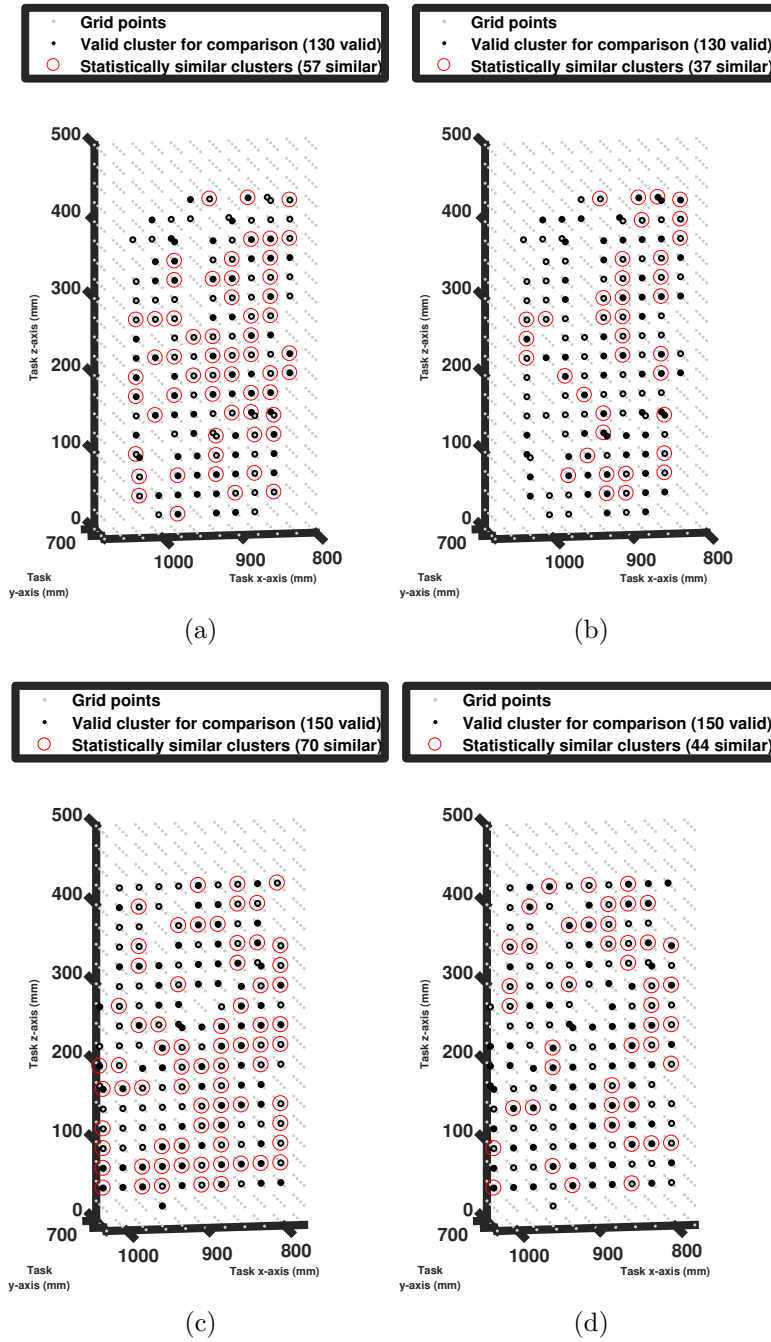 Grid points
Valid cluster for comparison (130 valid)
Statistically similar clusters (57 similar)
Grid points
Valid cluster for comparison (130 valid)
Statistically similar clusters (37 similar)
500
400
300
200
100
0
700
1000
900
800
Task z-axis (mm)
Task x-axis (mm)
Task
y-axis (mm)
500
400
300
200
100
0
700
1000
900
800
Task z-axis (mm)
Task x-axis (mm)
Task
y-axis (mm)
(a)
(b)
Grid points
Valid cluster for comparison (150 valid)
Statistically similar clusters (70 similar)
Grid points
Valid cluster for comparison (150 valid)
Statistically similar clusters (44 similar)
500
400
300
200
100
0
700
1000
900
800
Task z-axis (mm)
Task x-axis (mm)
Task
y-axis (mm)
500
400
300
200
100
0
700
1000
900
800
Task z-axis (mm)
Task x-axis (mm)
Task
y-axis (mm)
(c)
(d)